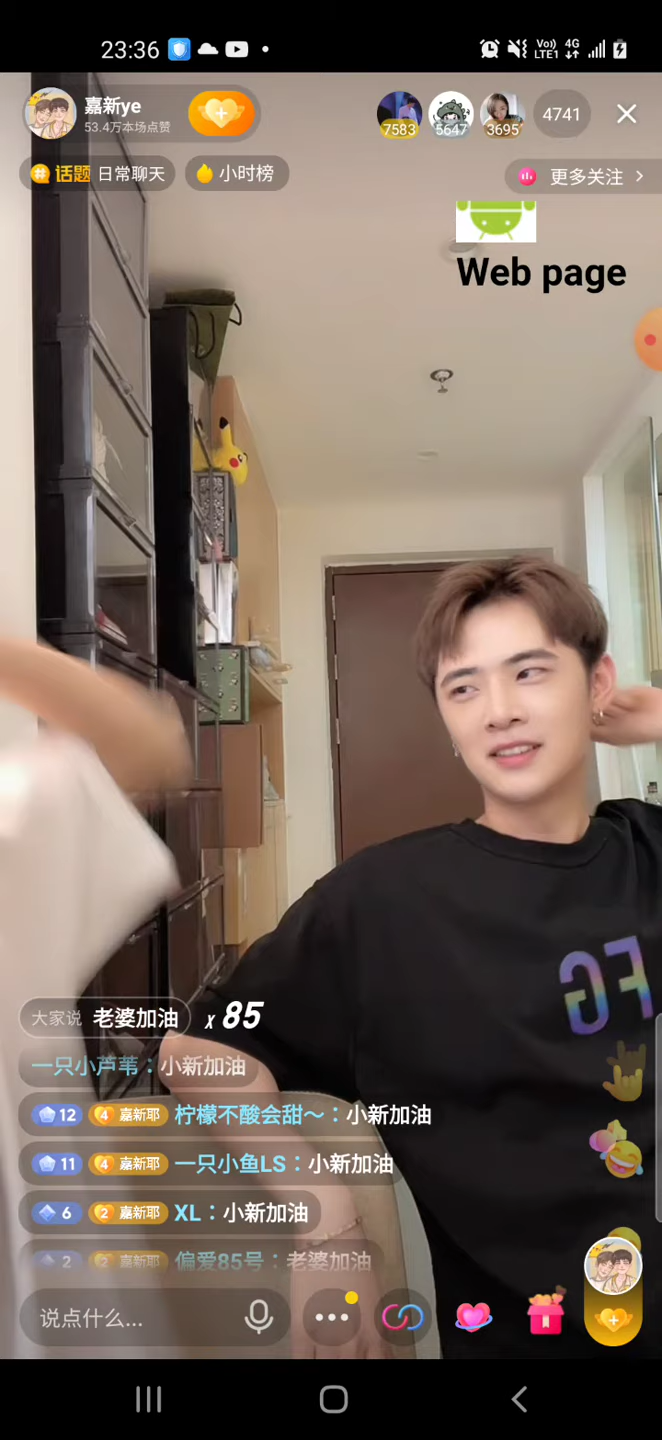 23:36
Vo)) 4G
LTE1
嘉新ye
53.4万本场点赞
7583
5647
3695
4741
话题 日常聊天
小时榜
更多关注
Web page
FG
大家说 老婆加油 x 85
一只小芦苇：小新加油
12 4 嘉新耶 柠檬不酸会甜～：小新加油
11 4 嘉新耶 一只小鱼LS：小新加油
6 2 嘉新耶 XL：小新加油
2 2 嘉新耶 偏爱85号：老婆加油
说点什么...